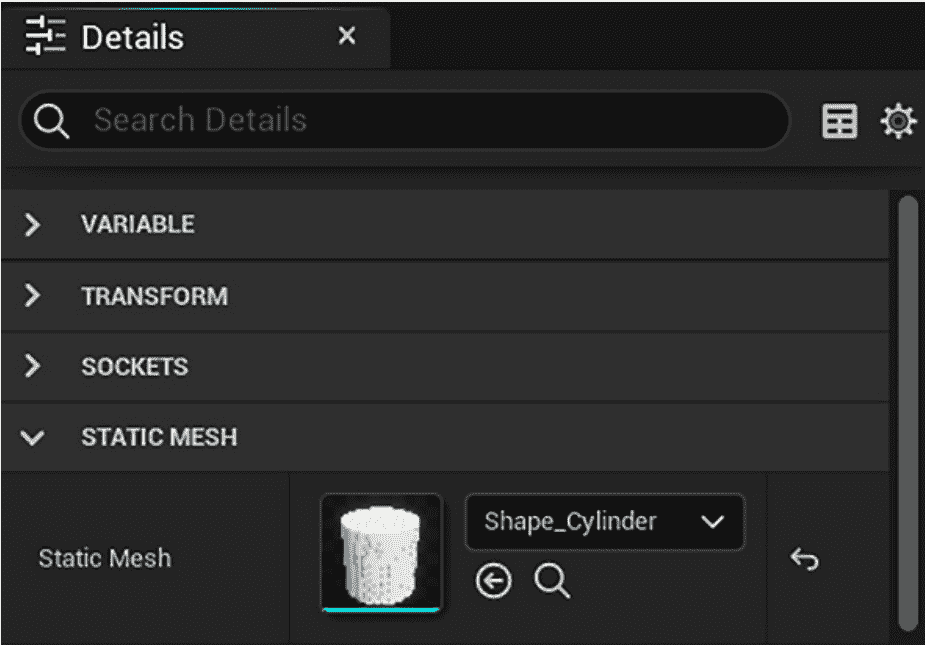 Details
Search Details
VARIABLE
TRANSFORM
SOCKETS
STATIC MESH
Static Mesh
Shape_Cylinder